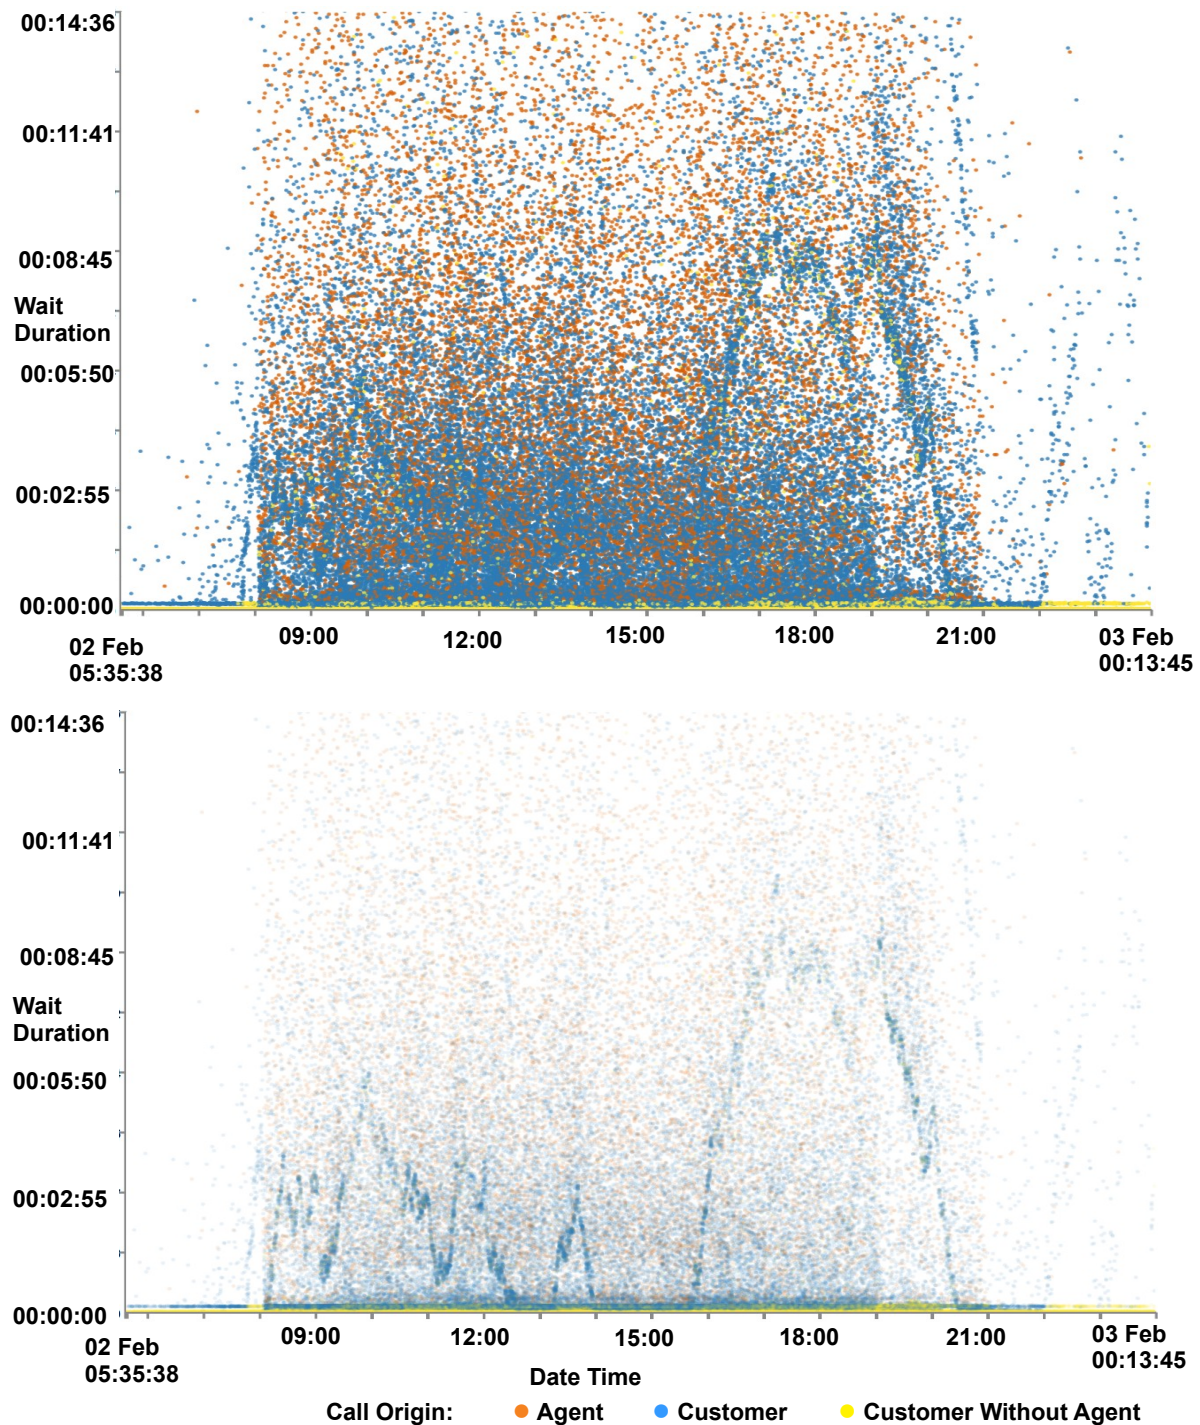 00:14:36
00:11:41
00:08:45
Wait
Duration
00:05:50
00:02:55
00:00:00
09:00 12:00 15:00 18:00 21:00
02 Feb
05:35:38
03 Feb
00:13:45
00:14:36
00:11:41
00:08:45
Wait
Duration
00:05:50
00:02:55
00:00:00
09:00 12:00 15:00 18:00 21:00
02 Feb
05:35:38
03 Feb
00:13:45
Date Time
Call Origin: Agent Customer Customer Without Agent